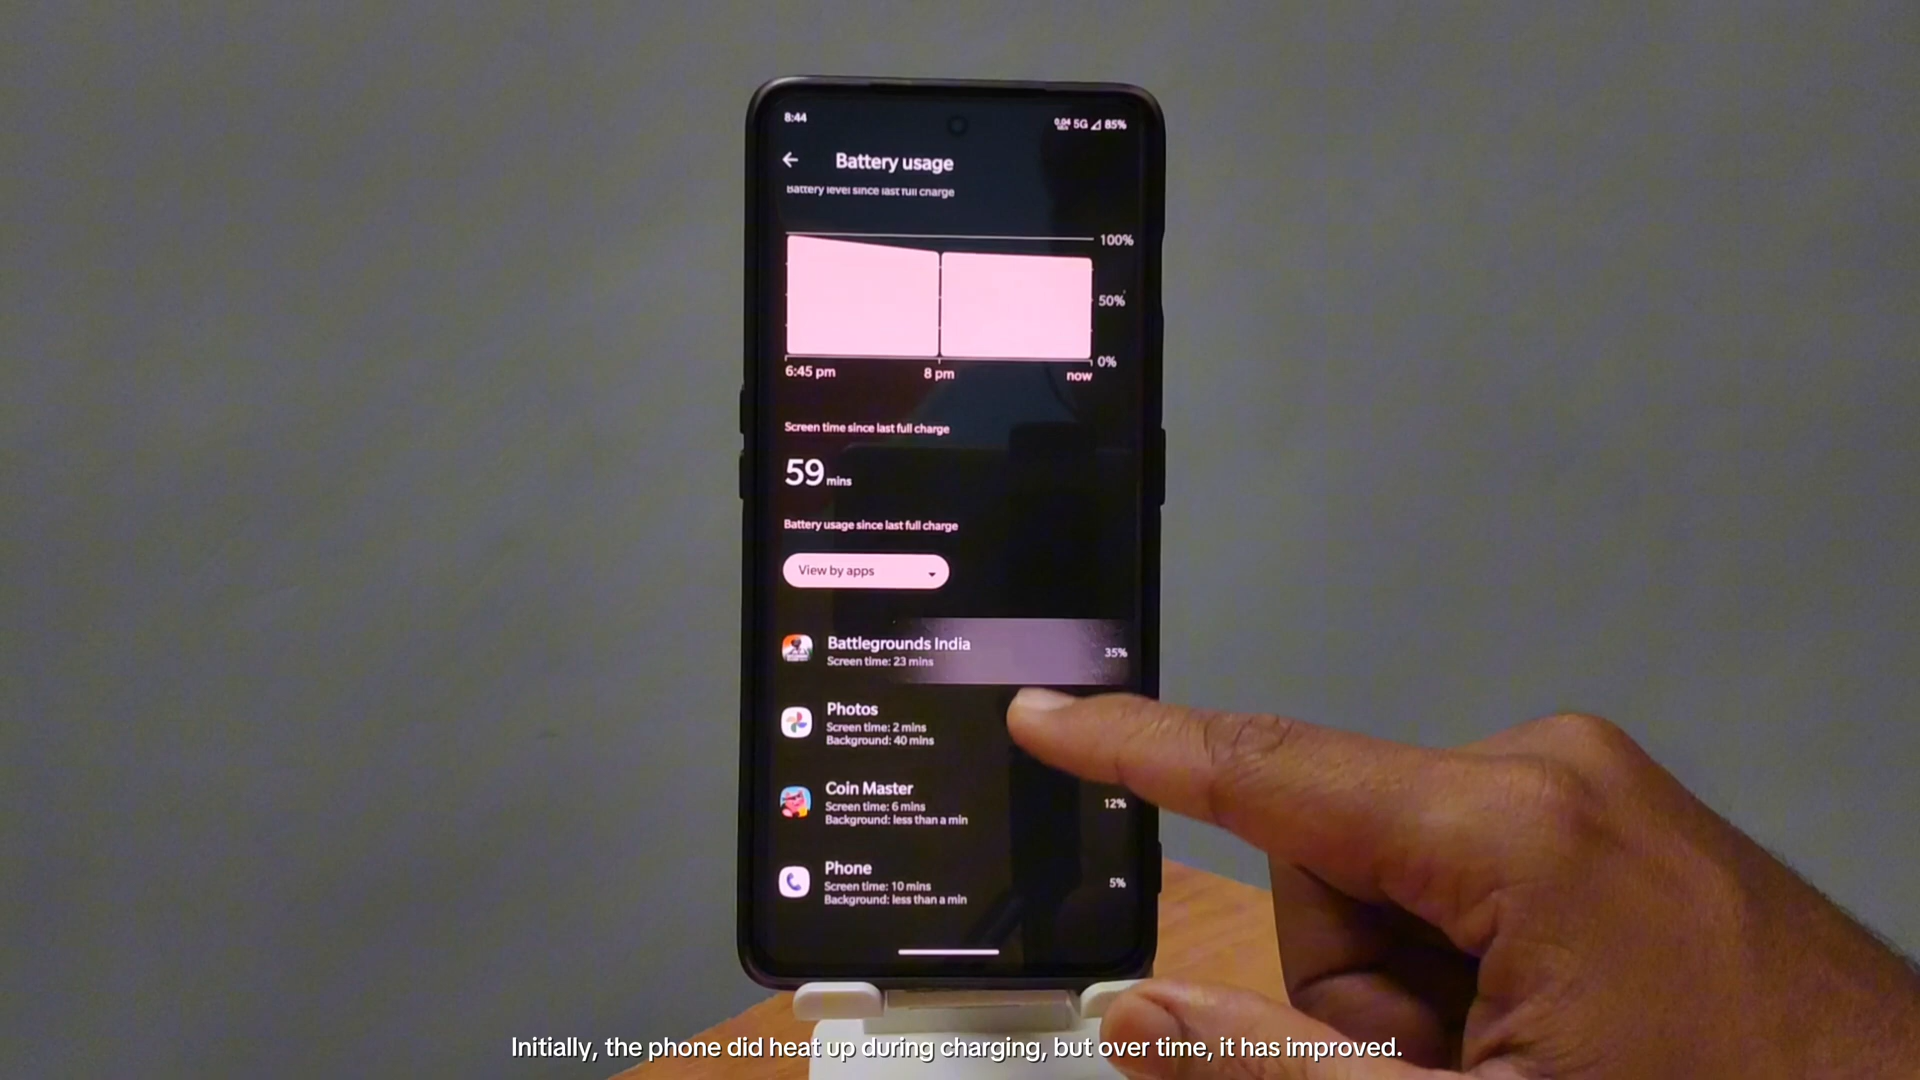 8:44
0.04 5G 85%
Battery usage
Battery level since last full charge
100%
50%
0%
6:45 pm 8 pm now
Screen time since last full charge
59 mins
Battery usage since last full charge
View by apps
Battlegrounds India
Screen time: 23 mins
35%
Photos
Screen time: 2 mins
Background: 40 mins
Coin Master
Screen time: 6 mins
Background: less than a min
12%
Phone
Screen time: 10 mins
Background: less than a min
5%
Initially, the phone did heat up during charging, but over time, it has improved.